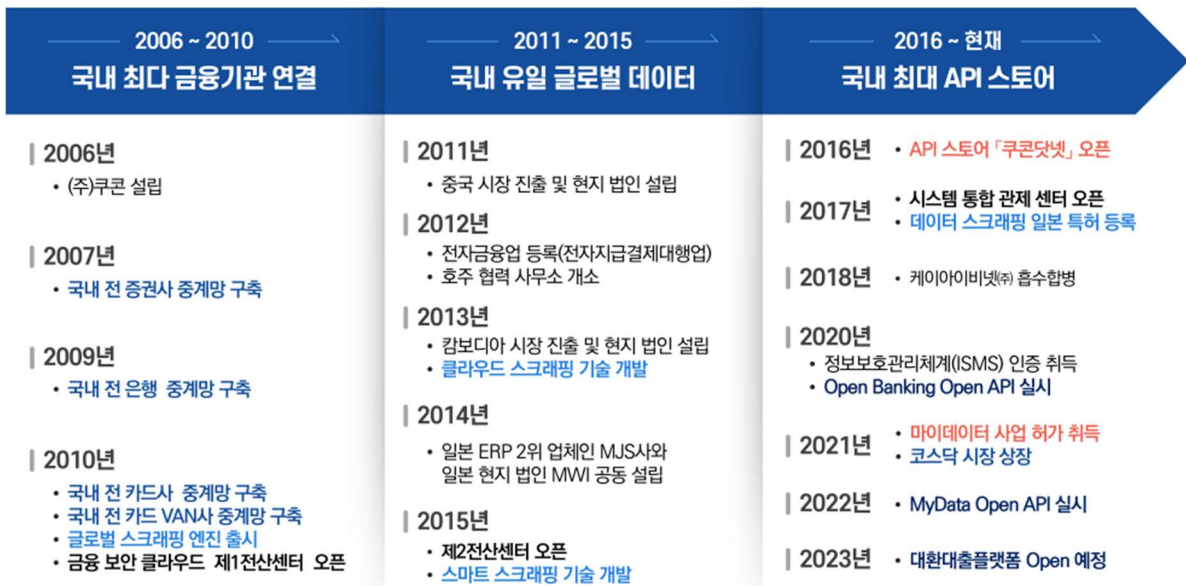 2006 ~ 2010
국내 최다 금융기관 연결
2006년
• (주)쿠콘 설립
2007년
• 국내 전 증권사 중계망 구축
2009년
• 국내 전 은행 중계망 구축
2010년
• 국내 전 카드사 중계망 구축
• 국내 전 카드 VAN사 중계망 구축
• 글로벌 스크래핑 엔진 출시
• 금융 보안 클라우드 제1전산센터 오픈
2011 ~ 2015
국내 유일 글로벌 데이터
2011년
• 중국 시장 진출 및 현지 법인 설립
2012년
• 전자금융업 등록(전자지급결제대행업)
• 호주 협력 사무소 개소
2013년
• 캄보디아 시장 진출 및 현지 법인 설립
• 클라우드 스크래핑 기술 개발
2014년
• 일본 ERP 2위 업체인 MJS사와
일본 현지 법인 MWI 공동 설립
2015년
• 제2전산센터 오픈
• 스마트 스크래핑 기술 개발
2016 ~ 현재
국내 최대 API 스토어
2016년
• API 스토어 「쿠콘닷넷」 오픈
2017년
• 시스템 통합 관제 센터 오픈
• 데이터 스크래핑 일본 특허 등록
2018년
• 케이아이비넷㈜ 흡수합병
2020년
• 정보보호관리체계(ISMS) 인증 취득
• Open Banking Open API 실시
2021년
• 마이데이터 사업 허가 취득
• 코스닥 시장 상장
2022년
• MyData Open API 실시
2023년
• 대환대출플랫폼 Open 예정